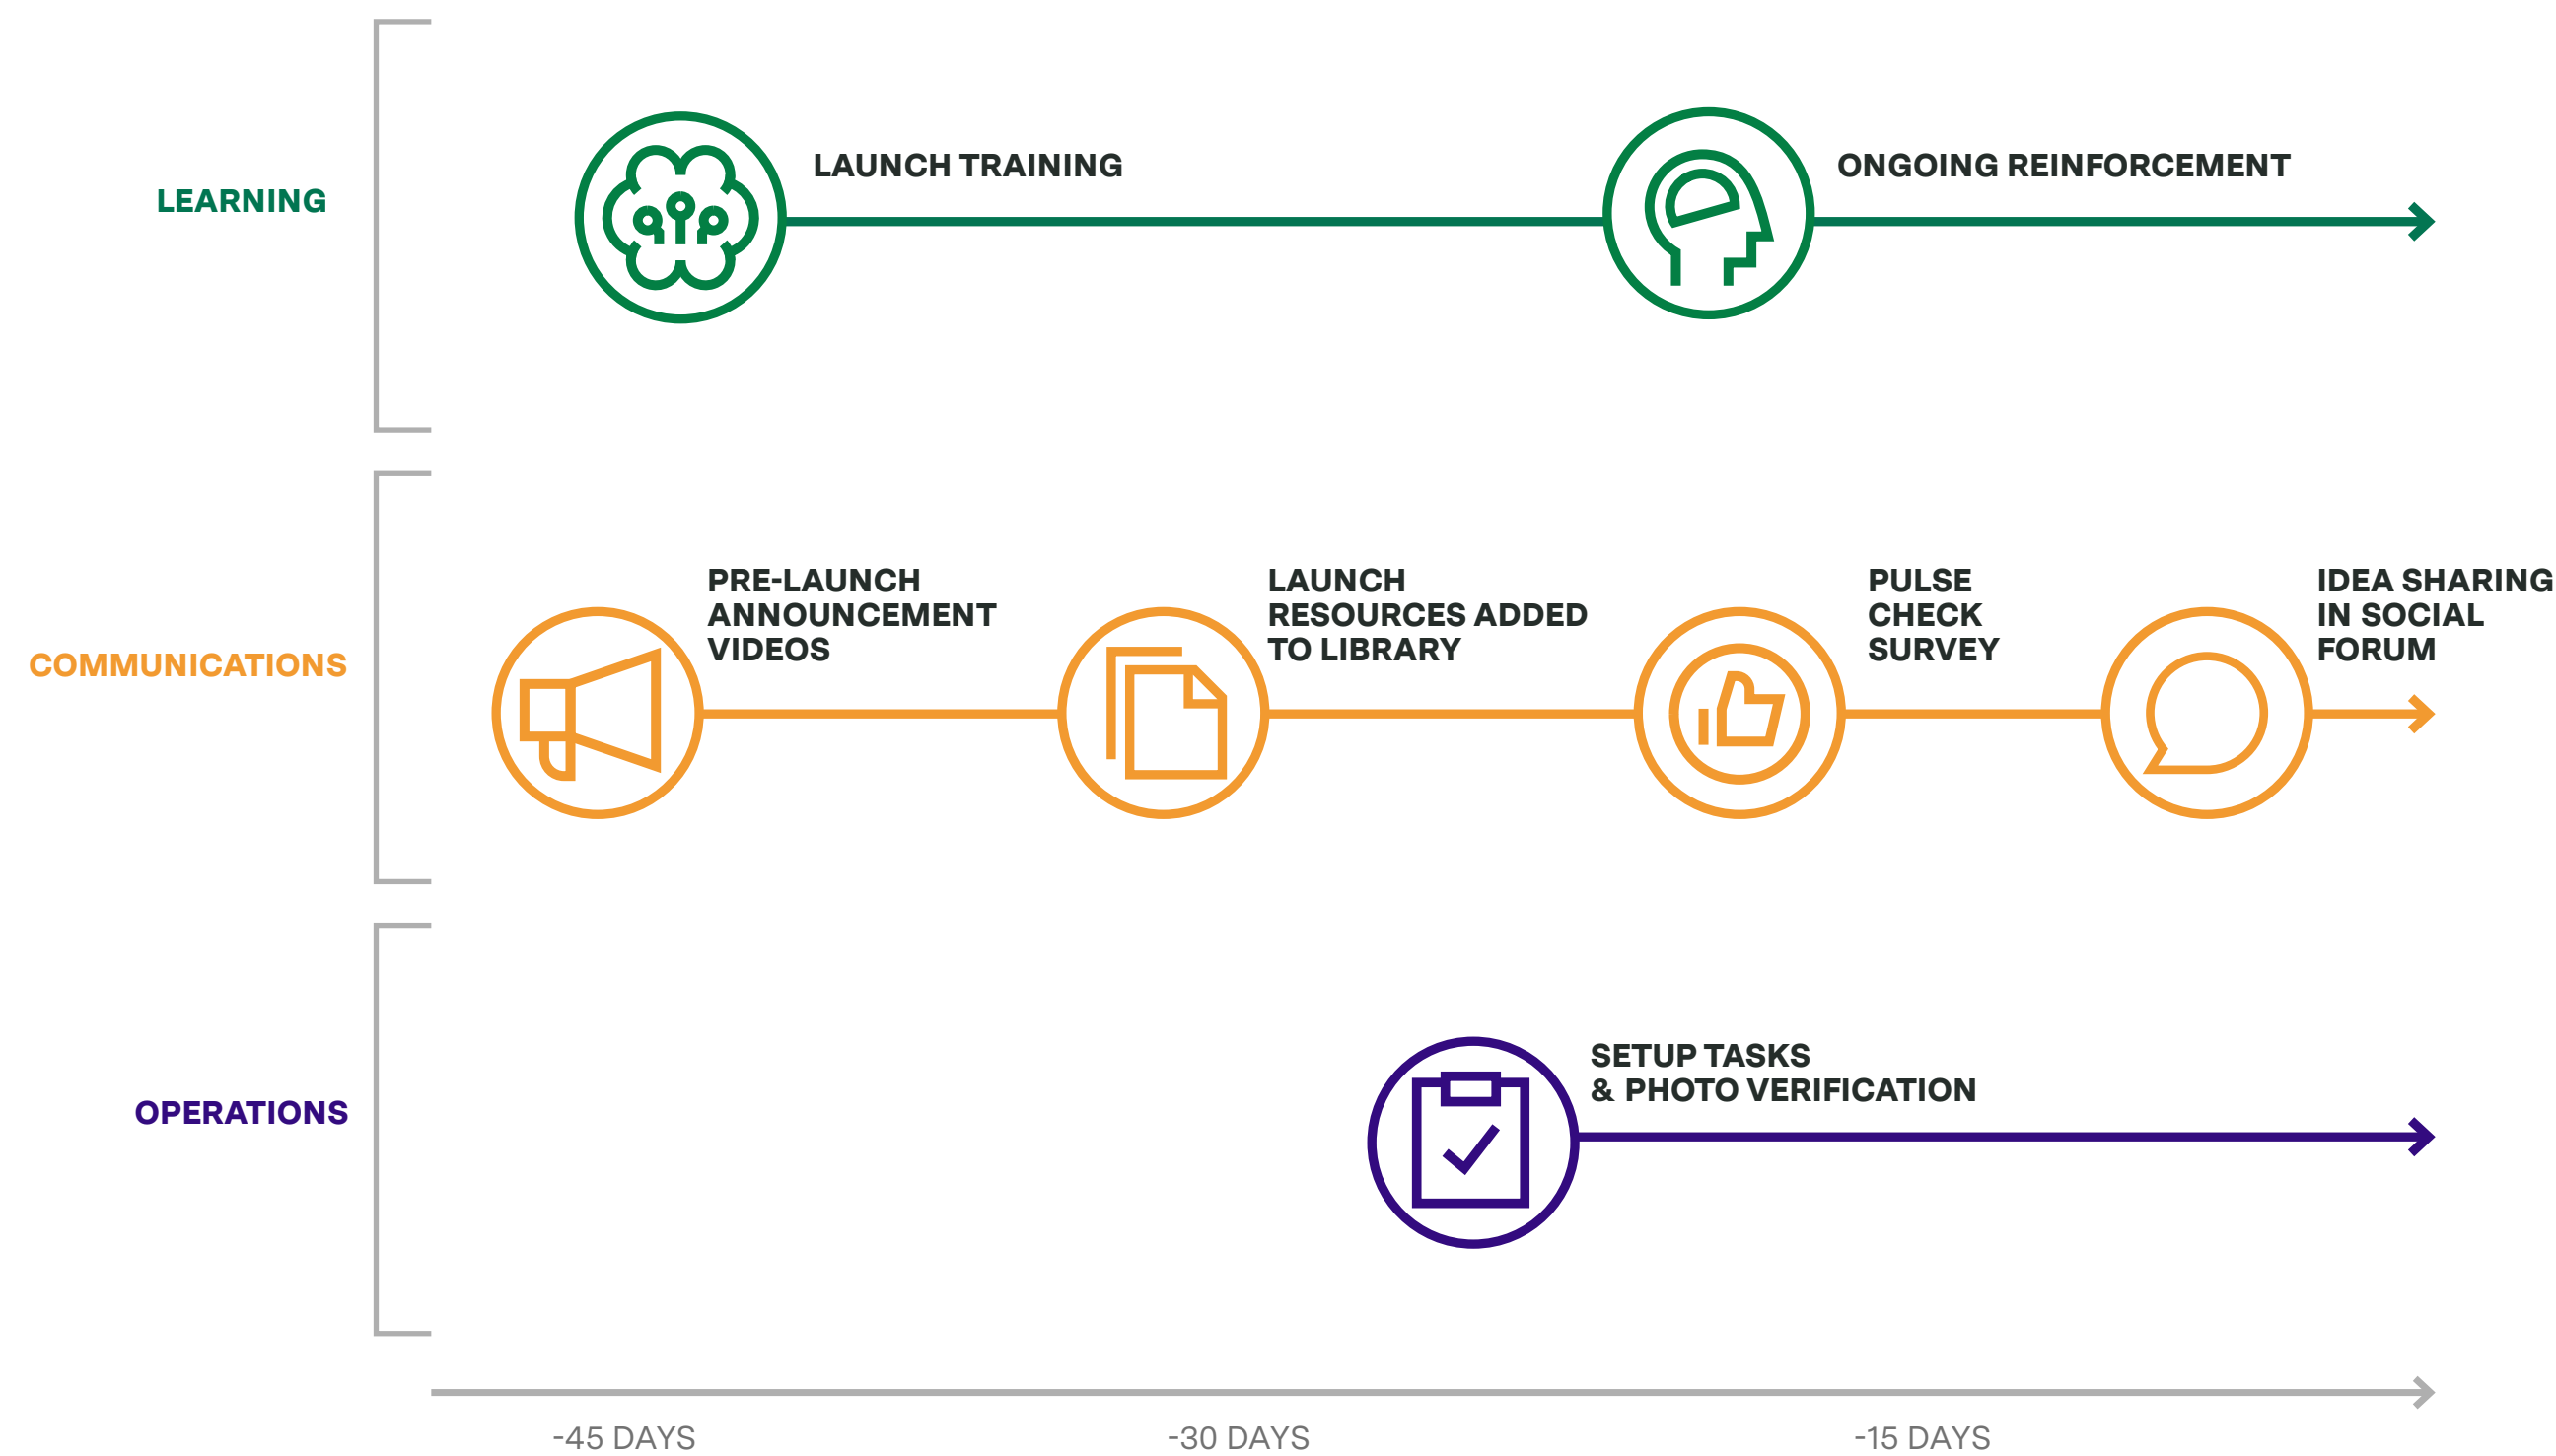 LEARNING
LAUNCH TRAINING
ONGOING REINFORCEMENT
COMMUNICATIONS
PRE-LAUNCH
ANNOUNCEMENT
VIDEOS
LAUNCH
RESOURCES ADDED
TO LIBRARY
PULSE
CHECK
SURVEY
IDEA SHARING
IN SOCIAL
FORUM
OPERATIONS
SETUP TASKS
& PHOTO VERIFICATION
-45 DAYS
-30 DAYS
-15 DAYS